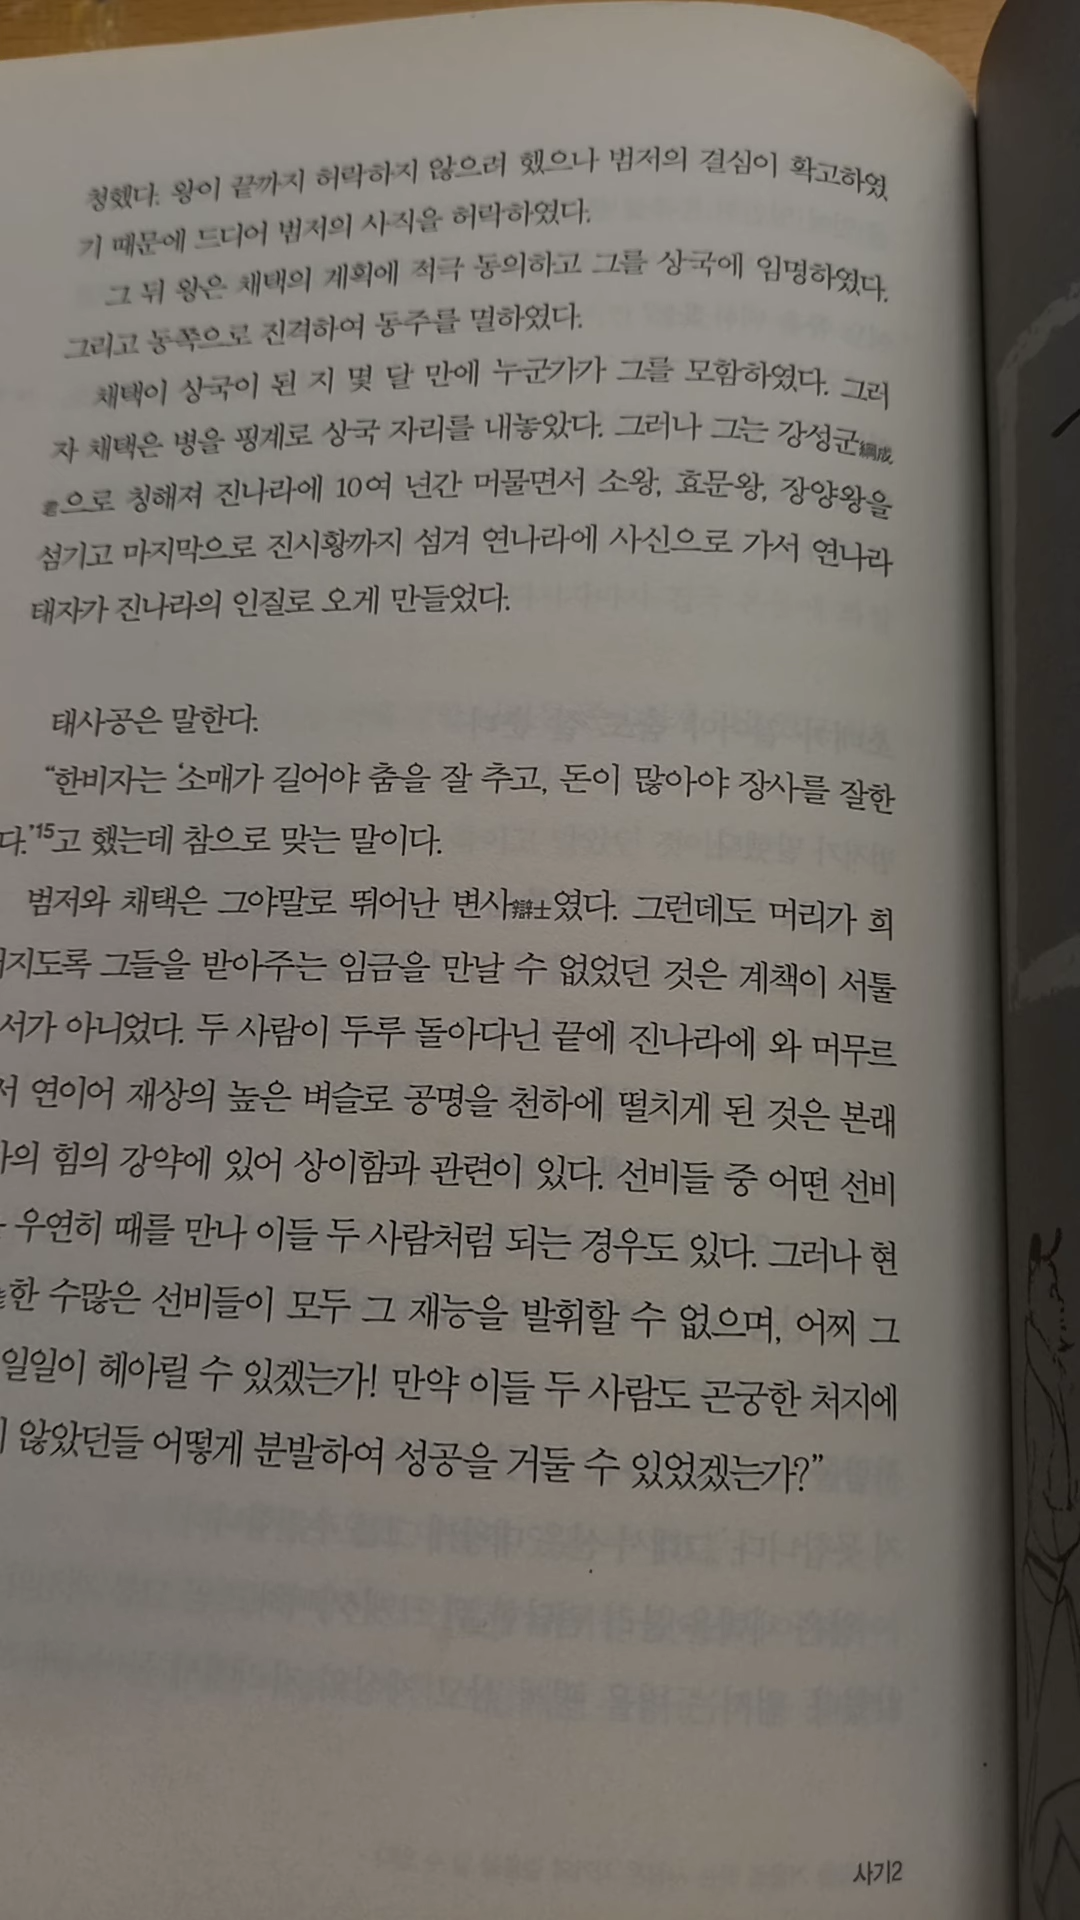 청했다. 왕이 끝까지 허락하지 않으려 했으나 범저의 결심이 확고하였
기 때문에 드디어 범저의 사직을 허락하였다.
그 뒤 왕은 채택의 계획에 적극 동의하고 그를 상국에 임명하였다.
그리고 동쪽으로 진격하여 동주를 멸하였다.
채택이 상국이 된 지 몇 달 만에 누군가가 그를 모함하였다. 그러
자 채택은 병을 핑계로 상국 자리를 내놓았다. 그러나 그는 강성군綱成
君으로 칭해져 진나라에 10여 년간 머물면서 소왕, 효문왕, 장양왕을
섬기고 마지막으로 진시황까지 섬겨 연나라에 사신으로 가서 연나라
태자가 진나라의 인질로 오게 만들었다.
태사공은 말한다.
“한비자는 ‘소매가 길어야 춤을 잘 추고, 돈이 많아야 장사를 잘한
다.’15고 했는데 참으로 맞는 말이다.
범저와 채택은 그야말로 뛰어난 변사辯士였다. 그런데도 머리가 희
어지도록 그들을 받아주는 임금을 만날 수 없었던 것은 계책이 서툴
서가 아니었다. 두 사람이 두루 돌아다닌 끝에 진나라에 와 머무르
서 연이어 재상의 높은 벼슬로 공명을 천하에 떨치게 된 것은 본래
의 힘의 강약에 있어 상이함과 관련이 있다. 선비들 중 어떤 선비
우연히 때를 만나 이들 두 사람처럼 되는 경우도 있다. 그러나 현
한 수많은 선비들이 모두 그 재능을 발휘할 수 없으며, 어찌 그
일일이 헤아릴 수 있겠는가! 만약 이들 두 사람도 곤궁한 처지에
않았던들 어떻게 분발하여 성공을 거둘 수 있었겠는가?”
사기2